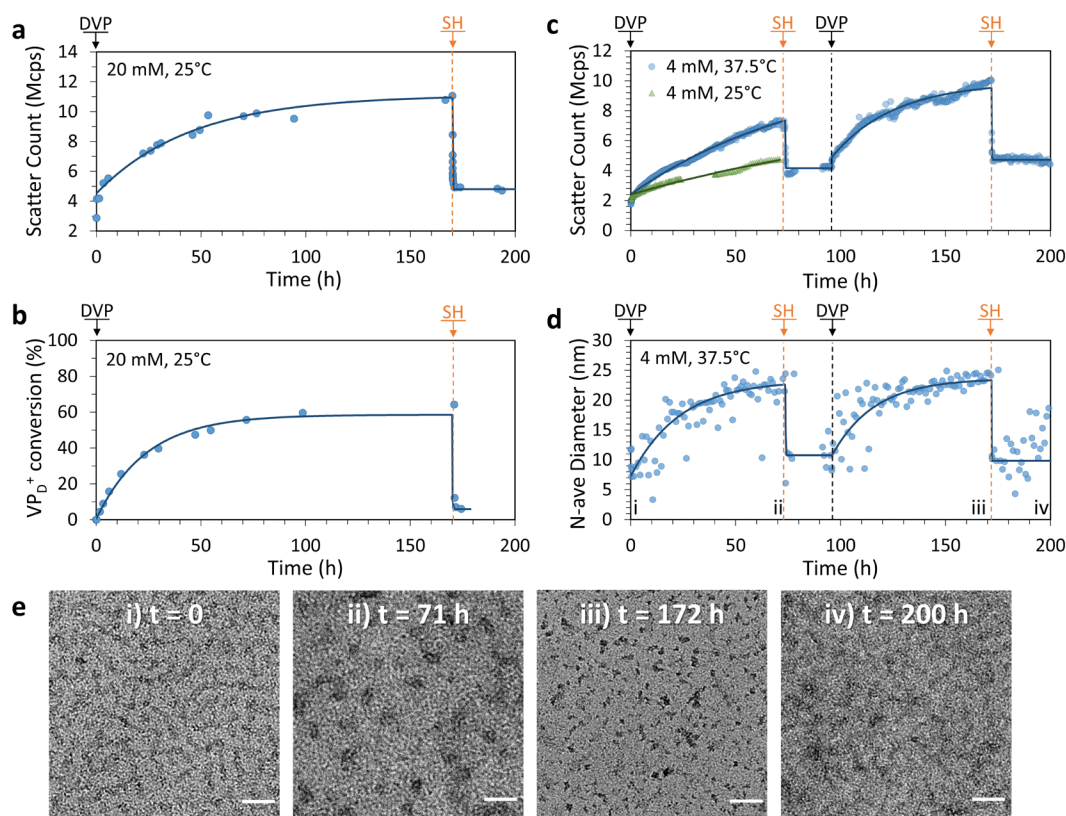 a
DVP
SH
20 mM, 25°C
Scatter Count (Mcps)
14
12
10
8
6
4
2
0
50
100
150
200
Time (h)
c
DVP
SH
DVP
SH
4 mM, 37.5°C
4 mM, 25°C
Scatter Count (Mcps)
12
10
8
6
4
2
0
0
50
100
150
200
Time (h)
b
DVP
SH
20 mM, 25°C
VPD+ conversion (%)
100
80
60
40
20
0
0
50
100
150
200
Time (h)
d
DVP
SH
DVP
SH
4 mM, 37.5°C
N-ave Diameter (nm)
30
25
20
15
10
5
0
i
ii
iii
iv
0
50
100
150
200
Time (h)
e
i) t = 0
ii) t = 71 h
iii) t = 172 h
iv) t = 200 h